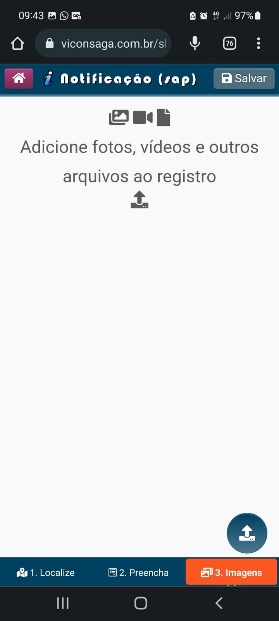 09:43 97%
viconsaga.com.br/sl 76
Notificação (sap) Salvar
Adicione fotos, vídeos e outros
arquivos ao registro
1. Localize 2. Preencha 3. Imagens